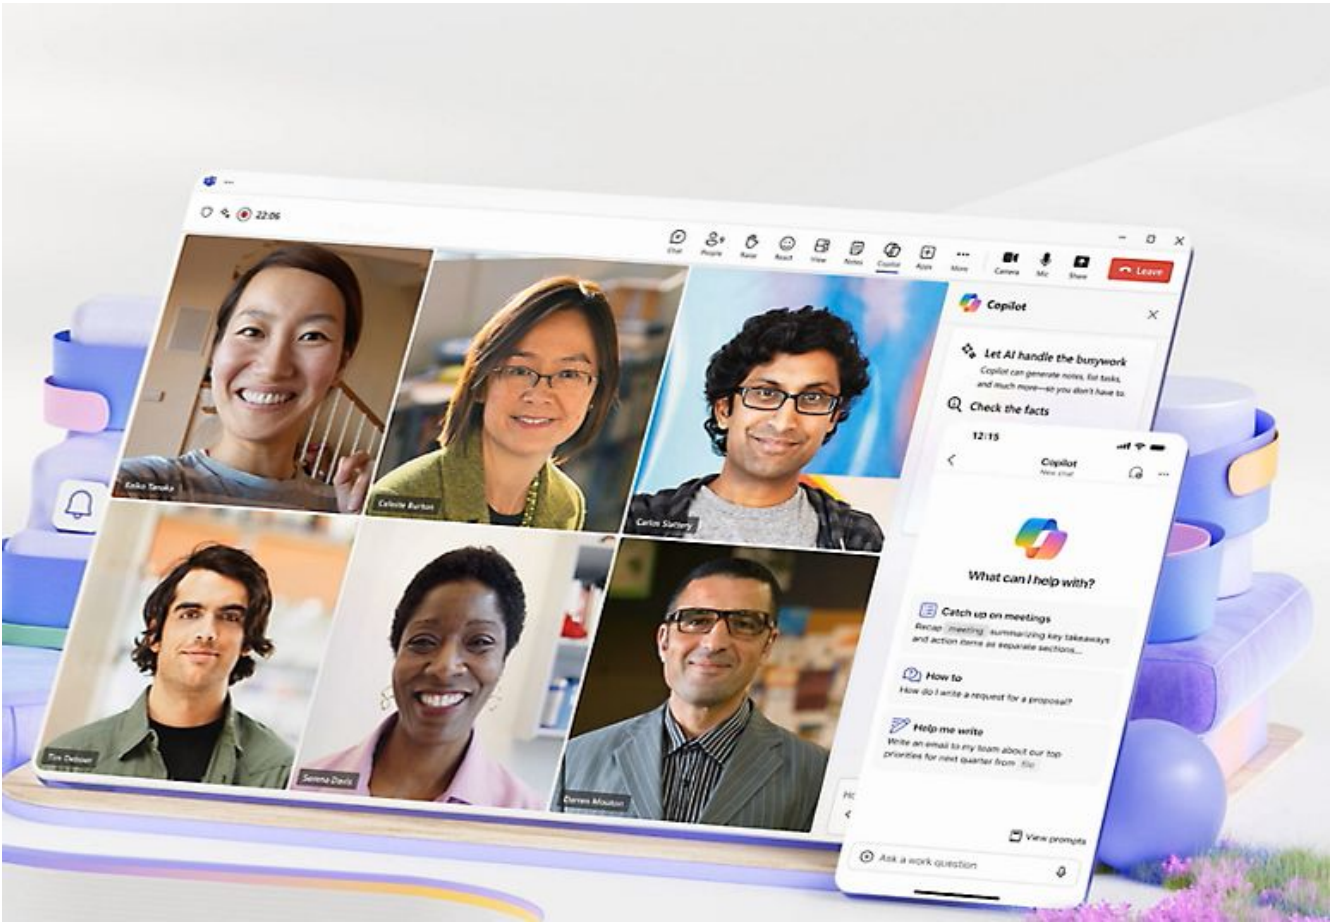 22:06
Chat People Raise React View Notes Copilot Apps More Camera Mic Share Leave
Copilot
Let AI handle the busywork
Copilot can generate notes, list tasks,
and much more—so you don't have to.
Check the facts
Keiko Tanaka
Celeste Burton
Carlos Slattery
Tim Deboer
Serena Davis
Darren Mouton
12:15
Copilot
New chat
What can I help with?
Catch up on meetings
Recap meeting summarizing key takeaways
and action items as separate sections...
How to
How do I write a request for a proposal?
Help me write
Write an email to my team about our top
priorities for next quarter from file
View prompts
Ask a work question